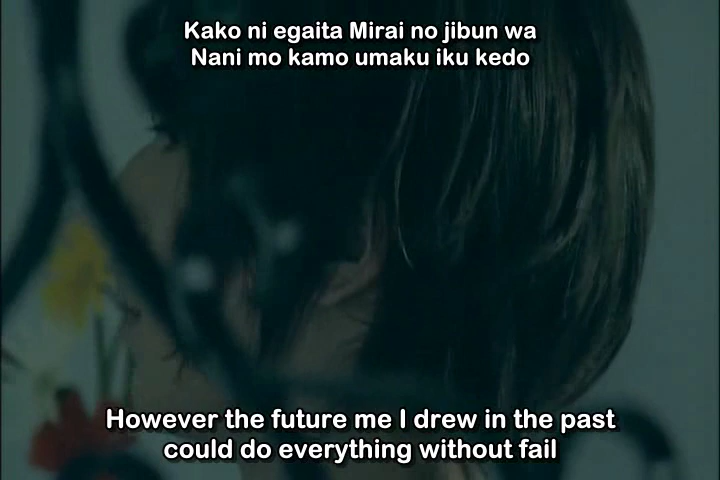 Kako ni egaita Mirai no jibun wa
Nani mo kamo umaku iku kedo
However the future me I drew in the past
could do everything without fail